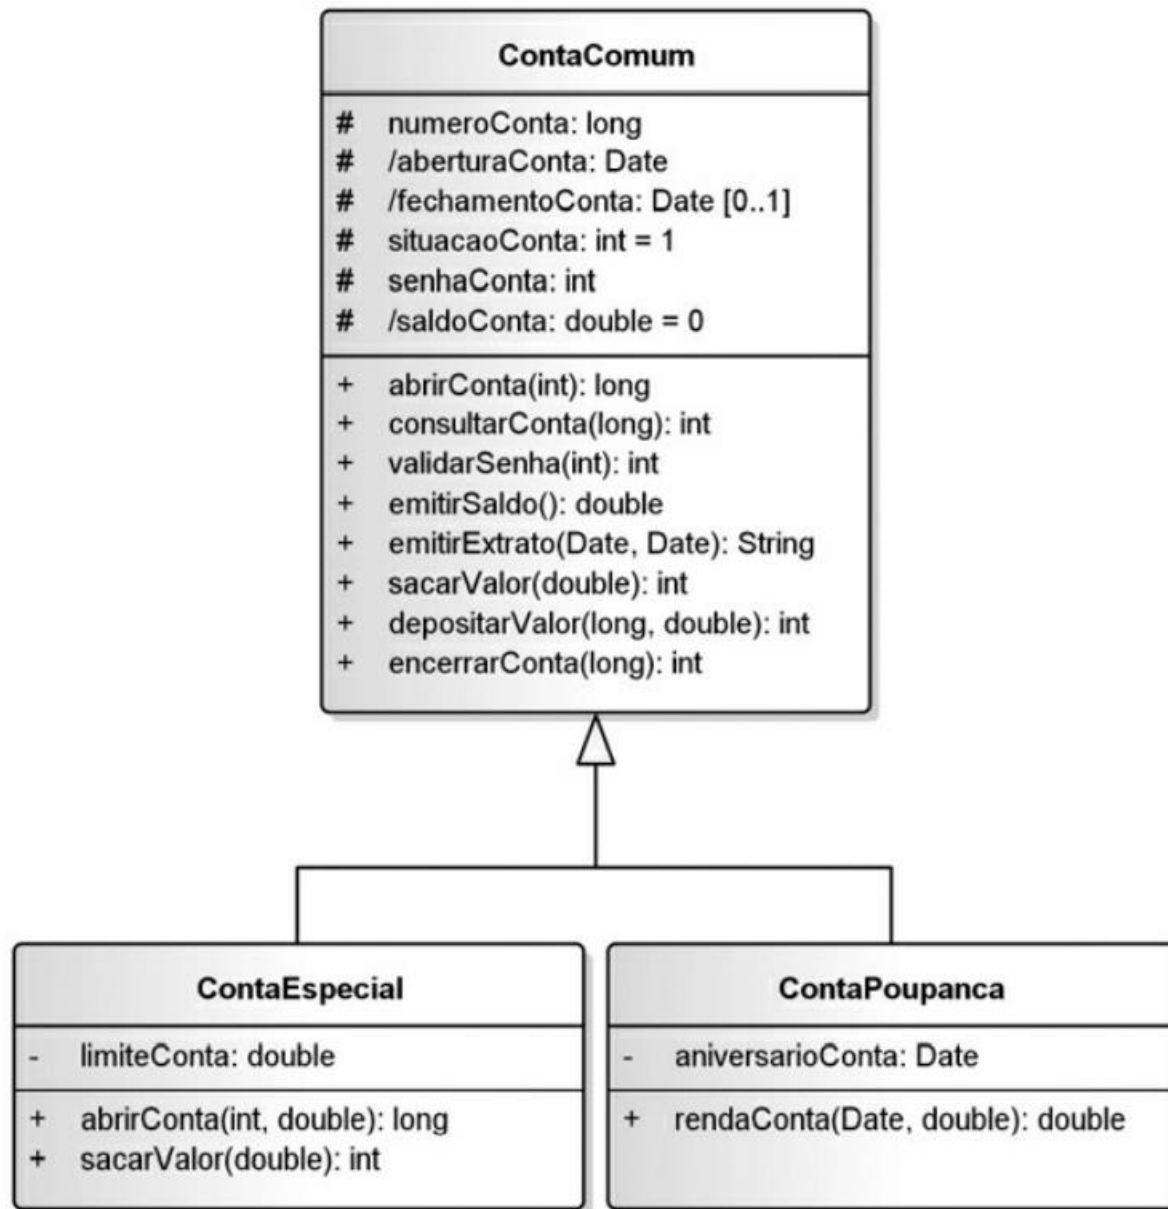 ContaComum
# numeroConta: long
# /aberturaConta: Date
# /fechamentoConta: Date [0..1]
# situacaoConta: int = 1
# senhaConta: int
# /saldoConta: double = 0
+ abrirConta(int): long
+ consultarConta(long): int
+ validarSenha(int): int
+ emitirSaldo(): double
+ emitirExtrato(Date, Date): String
+ sacarValor(double): int
+ depositarValor(long, double): int
+ encerrarConta(long): int
ContaEspecial
- limiteConta: double
+ abrirConta(int, double): long
+ sacarValor(double): int
ContaPoupanca
- aniversarioConta: Date
+ rendaConta(Date, double): double